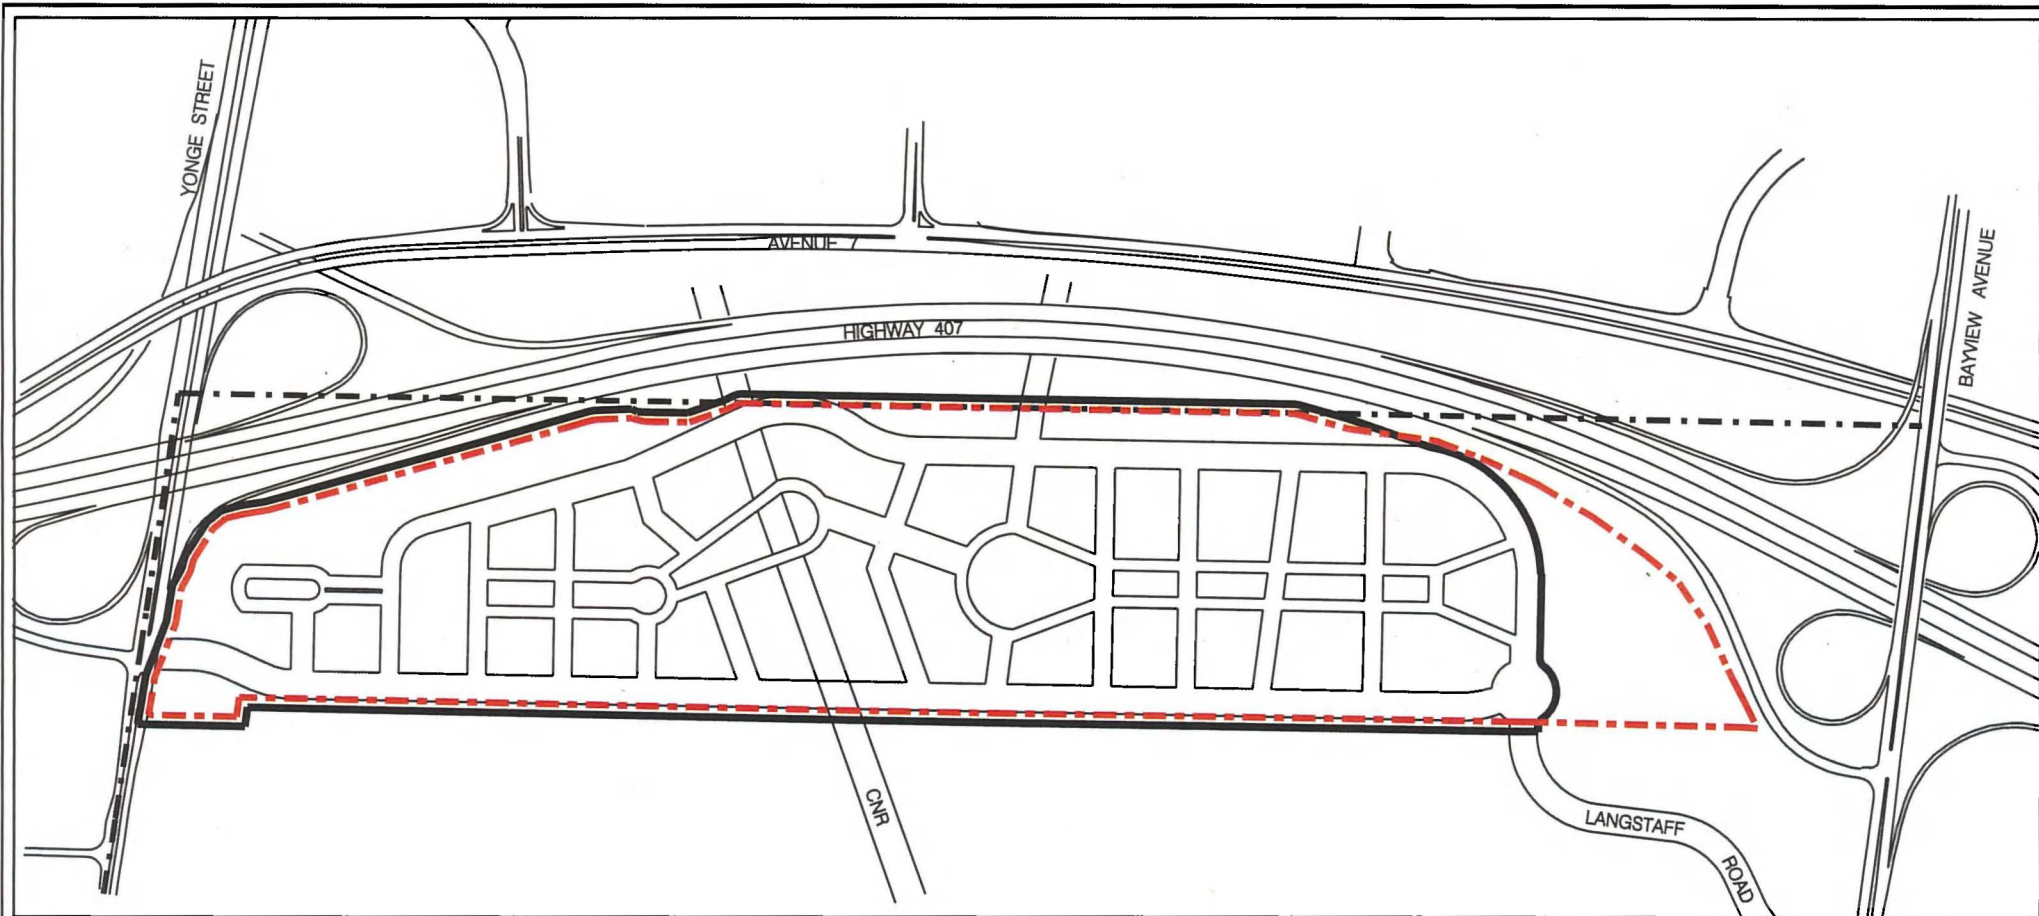 YONGE STREET
AVENUE 7
HIGHWAY 407
BAYVIEW AVENUE
CNR
LANGSTAFF
ROAD